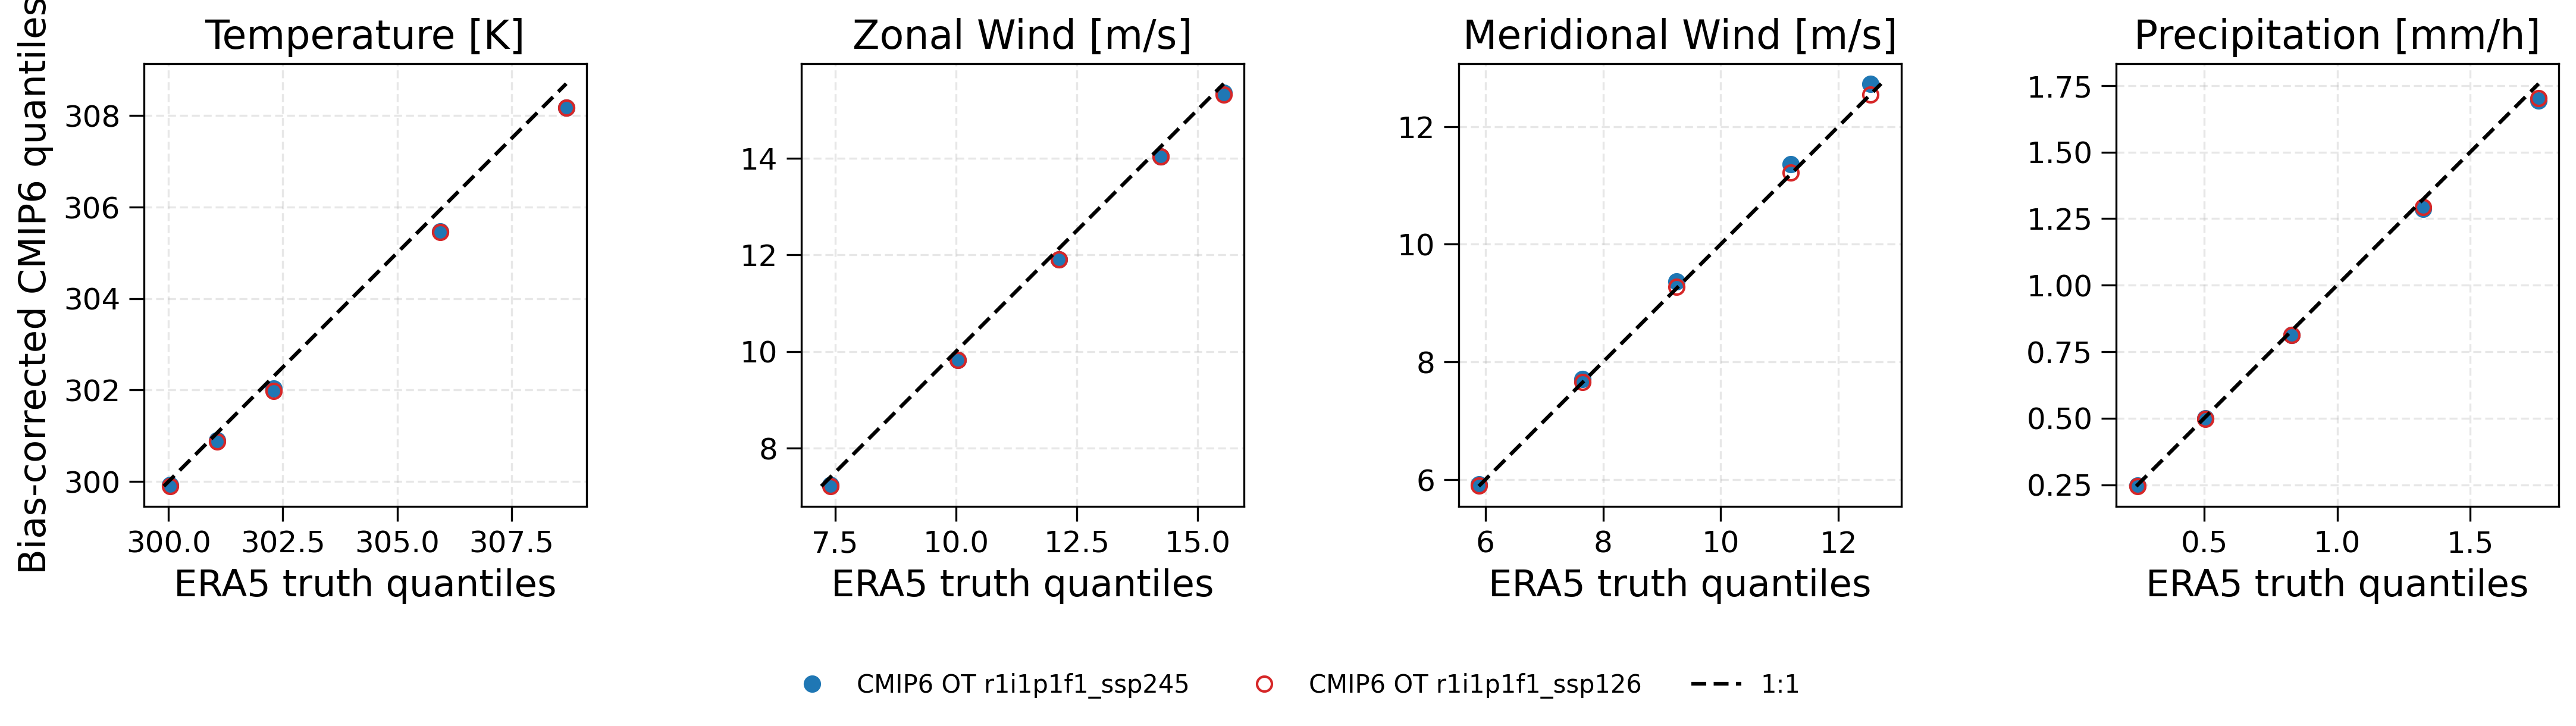 Temperature [K]
Zonal Wind [m/s]
Meridional Wind [m/s]
Precipitation [mm/h]
Bias-corrected CMIP6 quantiles
308
306
304
302
300
300.0 302.5 305.0 307.5
ERA5 truth quantiles
14
12
10
8
7.5 10.0 12.5 15.0
ERA5 truth quantiles
12
10
8
6
6 8 10 12
ERA5 truth quantiles
1.75
1.50
1.25
1.00
0.75
0.50
0.25
0.5 1.0 1.5
ERA5 truth quantiles
CMIP6 OT r1i1p1f1_ssp245
CMIP6 OT r1i1p1f1_ssp126
1:1